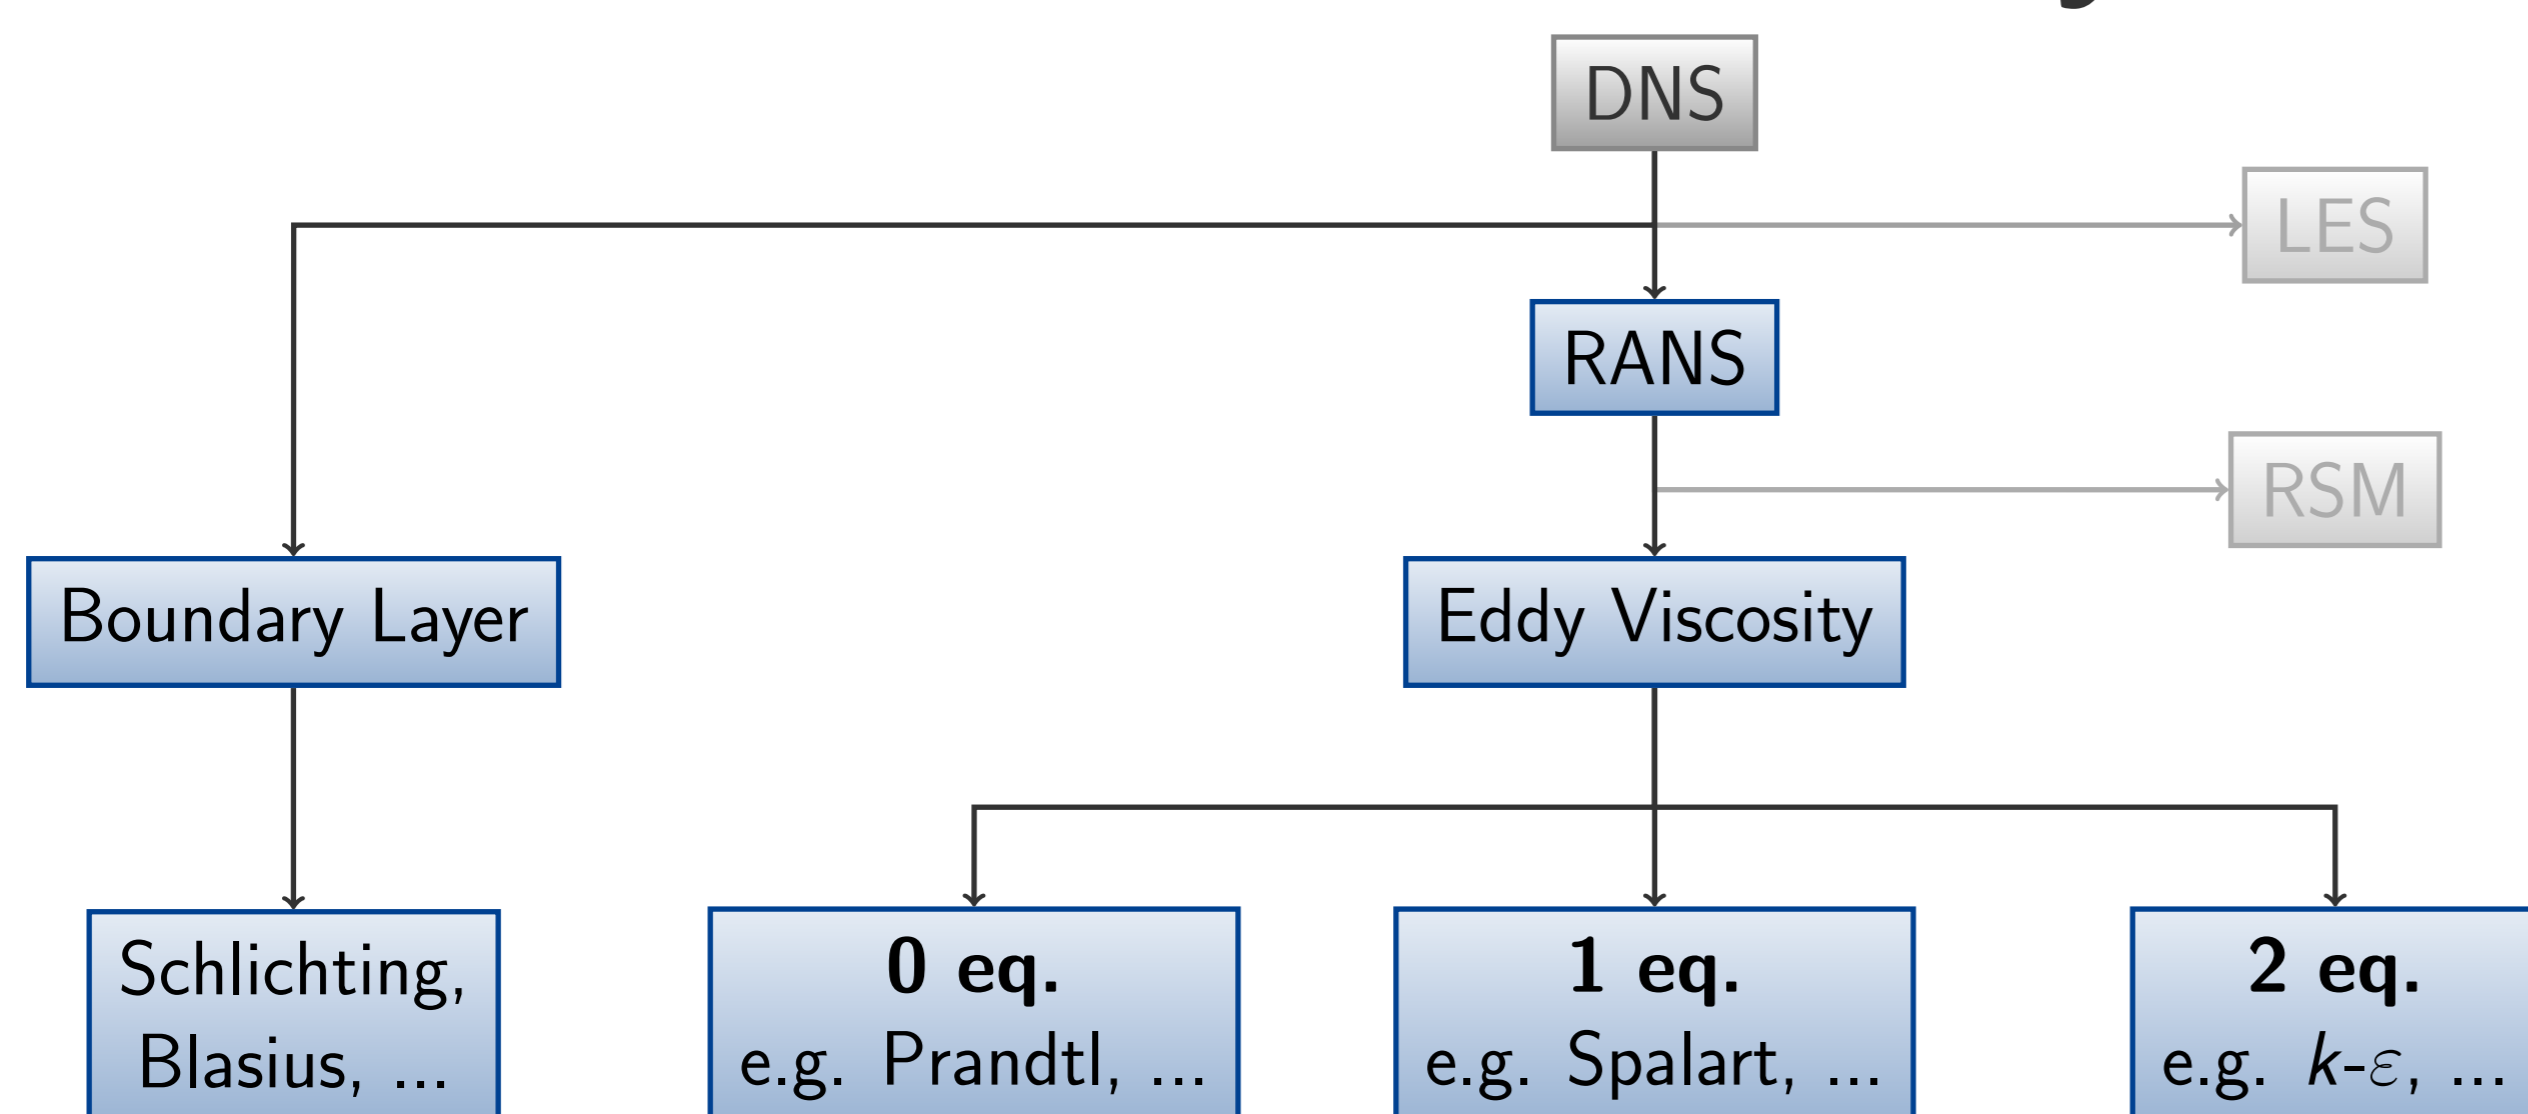 DNS
LES
RANS
RSM
Boundary Layer
Eddy Viscosity
Schlichting,
Blasius, ...
0 eq.
e.g. Prandtl, ...
1 eq.
e.g. Spalart, ...
2 eq.
e.g. k-ε, ...